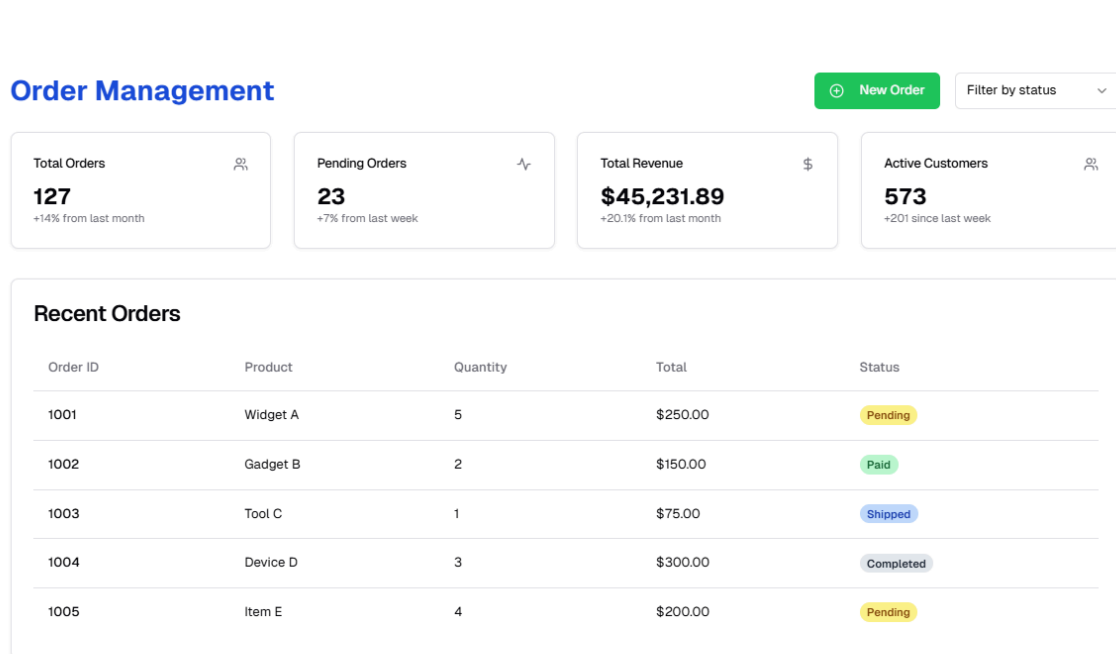 Order Management
New Order
Filter by status
Total Orders
127
+14% from last month
Pending Orders
23
+7% from last week
Total Revenue
$45,231.89
+20.1% from last month
Active Customers
573
+201 since last week
Recent Orders
Order ID Product Quantity Total Status
1001 Widget A 5 $250.00 Pending
1002 Gadget B 2 $150.00 Paid
1003 Tool C 1 $75.00 Shipped
1004 Device D 3 $300.00 Completed
1005 Item E 4 $200.00 Pending